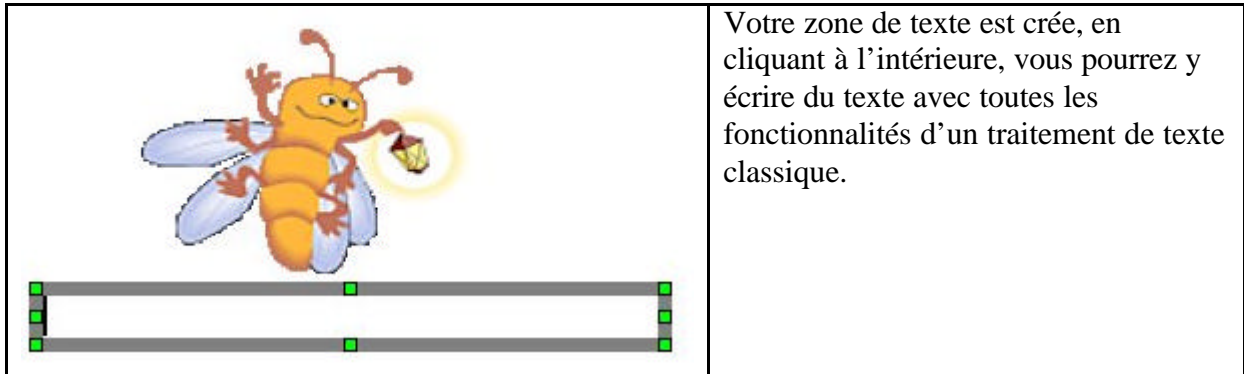 Votre zone de texte est crée, en
cliquant à l’intérieure, vous pourrez y
écrire du texte avec toutes les
fonctionnalités d’un traitement de texte
classique.